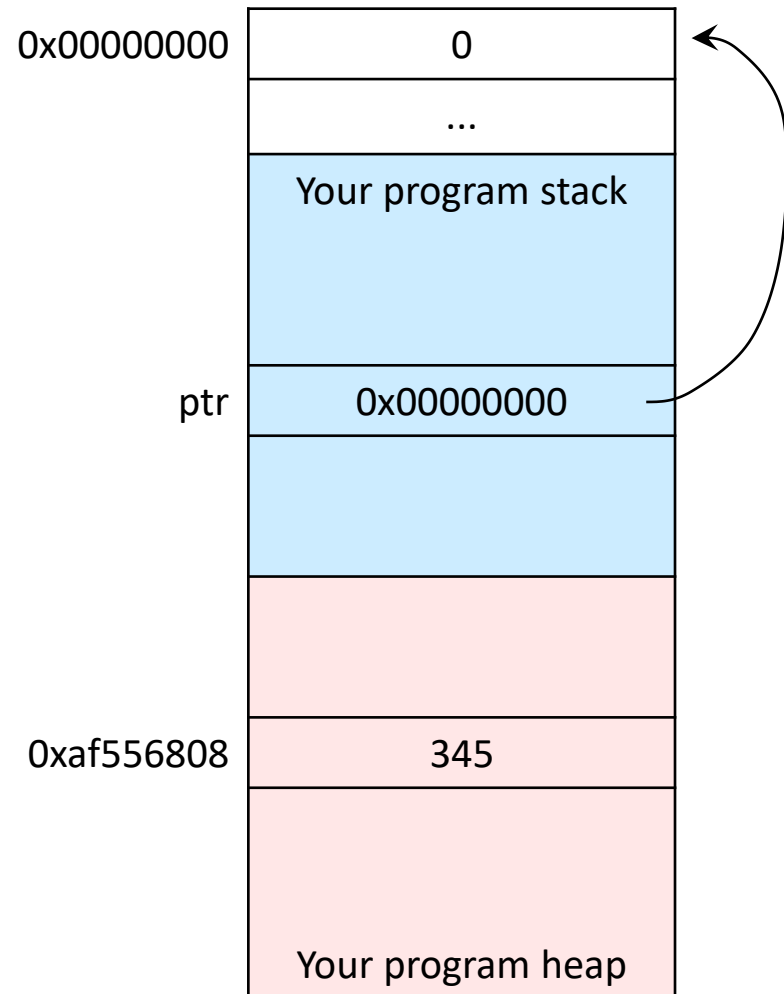 0x00000000 0
...
Your program stack
ptr 0x00000000
0xaf556808 345
Your program heap